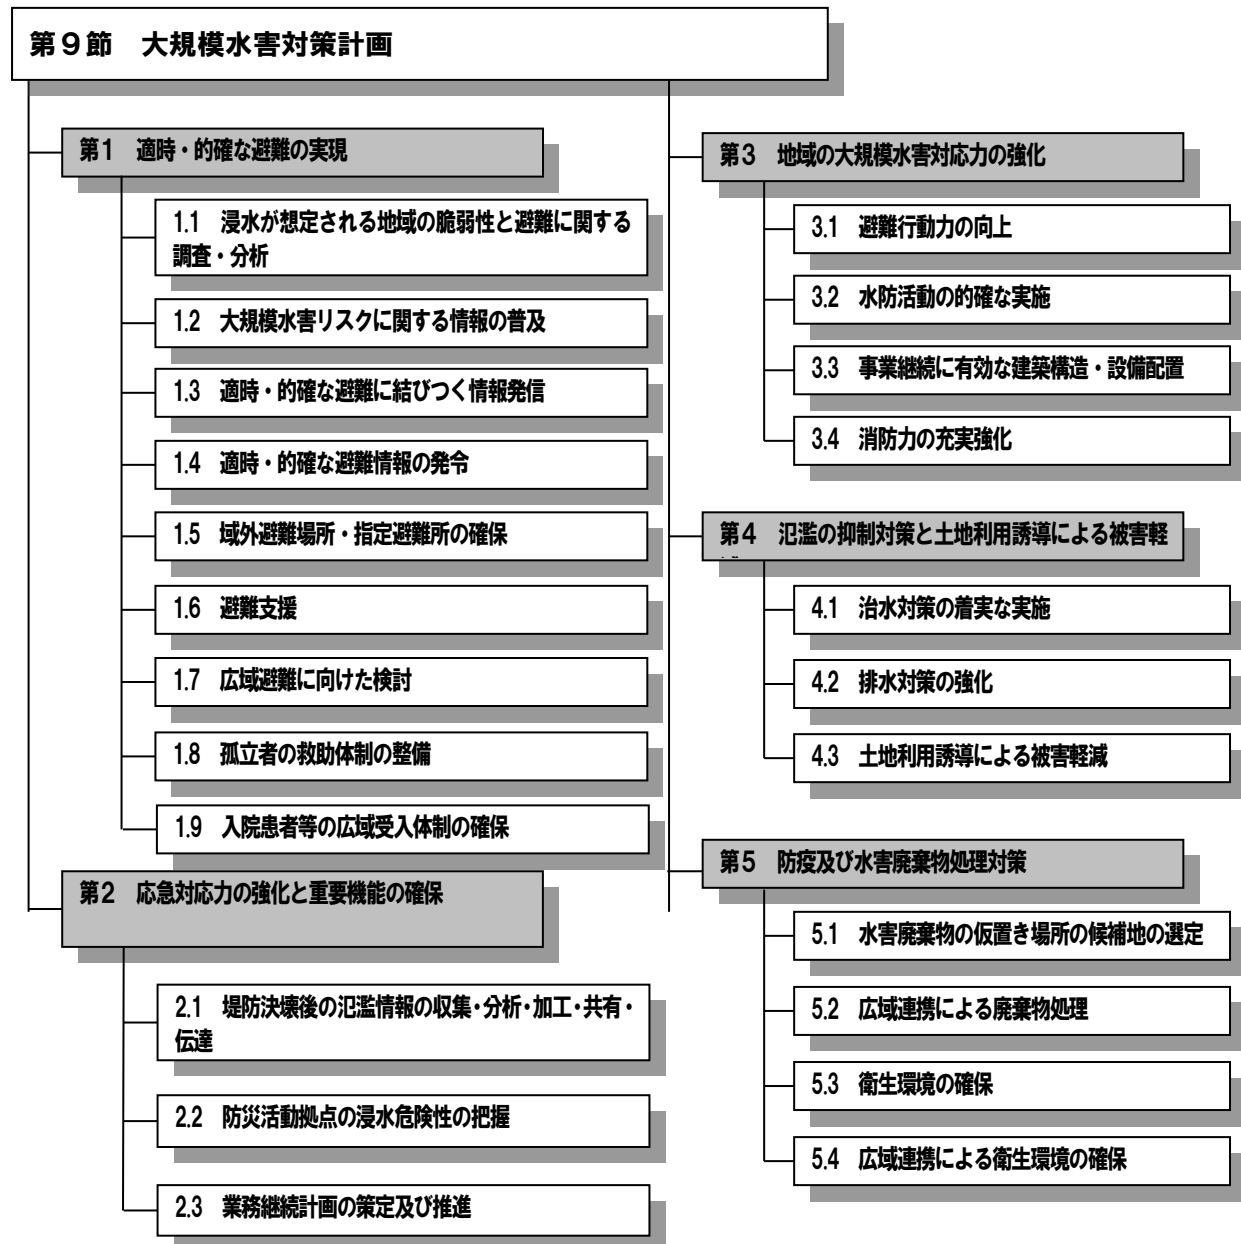 第9節　大規模水害対策計画
第1　適時・的確な避難の実現
1.1　浸水が想定される地域の脆弱性と避難に関する
調査・分析
1.2　大規模水害リスクに関する情報の普及
1.3　適時・的確な避難に結びつく情報発信
1.4　適時・的確な避難情報の発令
1.5　域外避難場所・指定避難所の確保
1.6　避難支援
1.7　広域避難に向けた検討
1.8　孤立者の救助体制の整備
1.9　入院患者等の広域受入体制の確保
第2　応急対応力の強化と重要機能の確保
2.1　堤防決壊後の氾濫情報の収集・分析・加工・共有・
伝達
2.2　防災活動拠点の浸水危険性の把握
2.3　業務継続計画の策定及び推進
第3　地域の大規模水害対応力の強化
3.1　避難行動力の向上
3.2　水防活動の的確な実施
3.3　事業継続に有効な建築構造・設備配置
3.4　消防力の充実強化
第4　氾濫の抑制対策と土地利用誘導による被害軽
4.1　治水対策の着実な実施
4.2　排水対策の強化
4.3　土地利用誘導による被害軽減
第5　防疫及び水害廃棄物処理対策
5.1　水害廃棄物の仮置き場所の候補地の選定
5.2　広域連携による廃棄物処理
5.3　衛生環境の確保
5.4　広域連携による衛生環境の確保